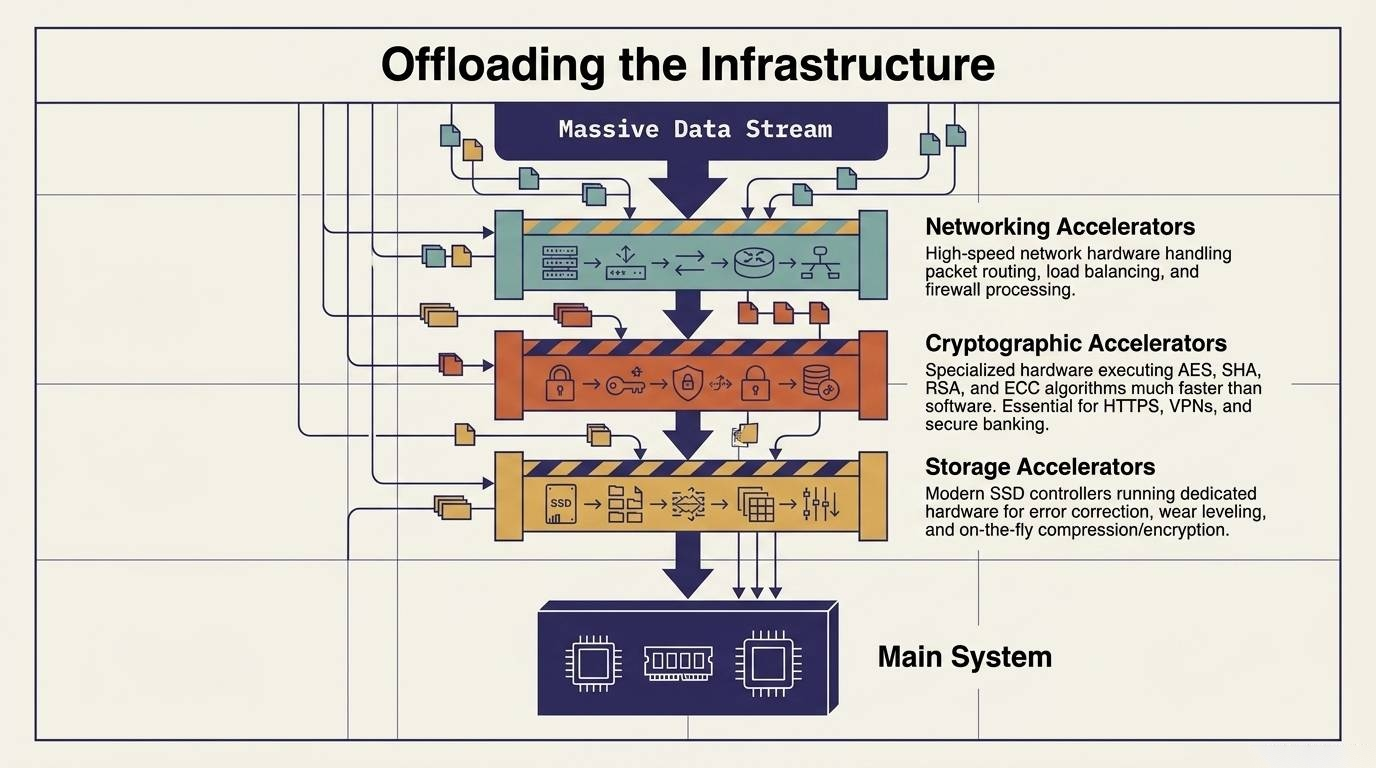 Offloading the Infrastructure
Massive Data Stream
Networking Accelerators
High-speed network hardware handling
packet routing, load balancing, and
firewall processing.
Cryptographic Accelerators
Specialized hardware executing AES, SHA,
RSA, and ECC algorithms much faster than
software. Essential for HTTPS, VPNs, and
secure banking.
Storage Accelerators
Modern SSD controllers running dedicated
hardware for error correction, wear leveling,
and on-the-fly compression/encryption.
SSD
Main System